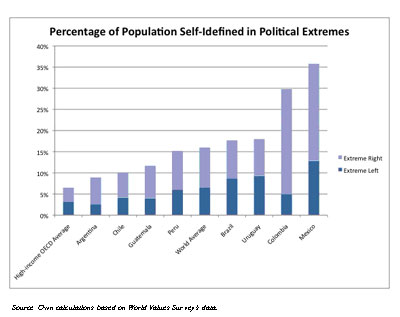 Percentage of Population Self-Idefined in Political Extremes
40%
35%
30%
25%
20%
15%
10%
5%
0%
Extreme Right
Extreme Left
High-income OECD Average
Argentina
Chile
Guatemala
Peru
World Average
Brazil
Uruguay
Colombia
Mexico
Source: Own calculations based on World Values Survey's data.